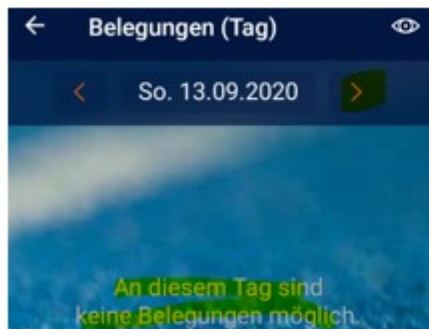 Belegungen (Tag)
So. 13.09.2020
An diesem Tag sind
keine Belegungen möglich.